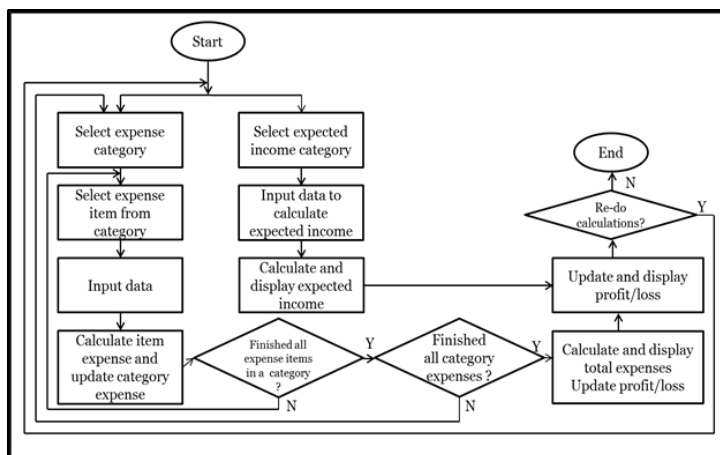 Start
Select expense
category
Select expected
income category
End
N
Y
Select expense
item from
category
Input data to
calculate
expected income
Re-do
calculations?
Input data
Calculate and
display expected
income
Update and display
profit/loss
Calculate item
expense and
update category
expense
Finished all
expense items
in a category
?
Y
Finished
all category
expenses ?
Y
Calculate and display
total expenses
Update profit/loss
N
N